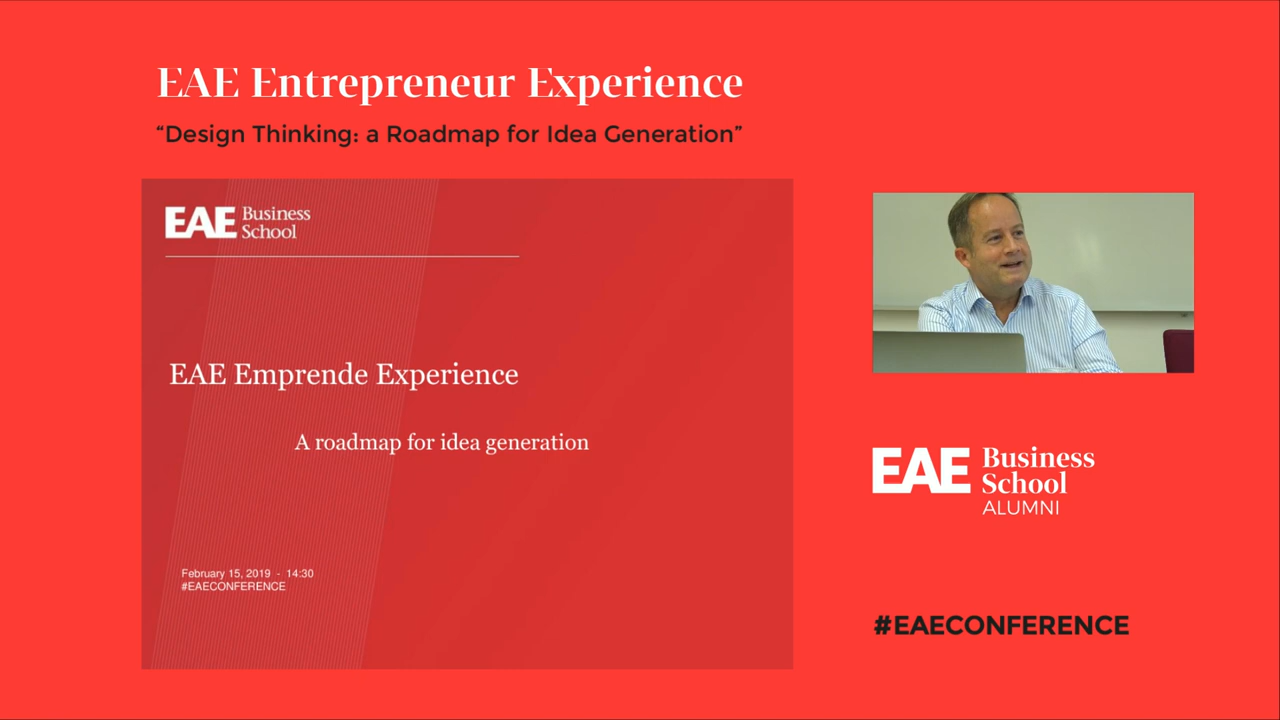 EAE Entrepreneur Experience
“Design Thinking: a Roadmap for Idea Generation”
EAE Business
School
EAE Emprende Experience
A roadmap for idea generation
February 15, 2019 - 14:30
#EAECONFERENCE
EAE Business
School
ALUMNI
#EAECONFERENCE